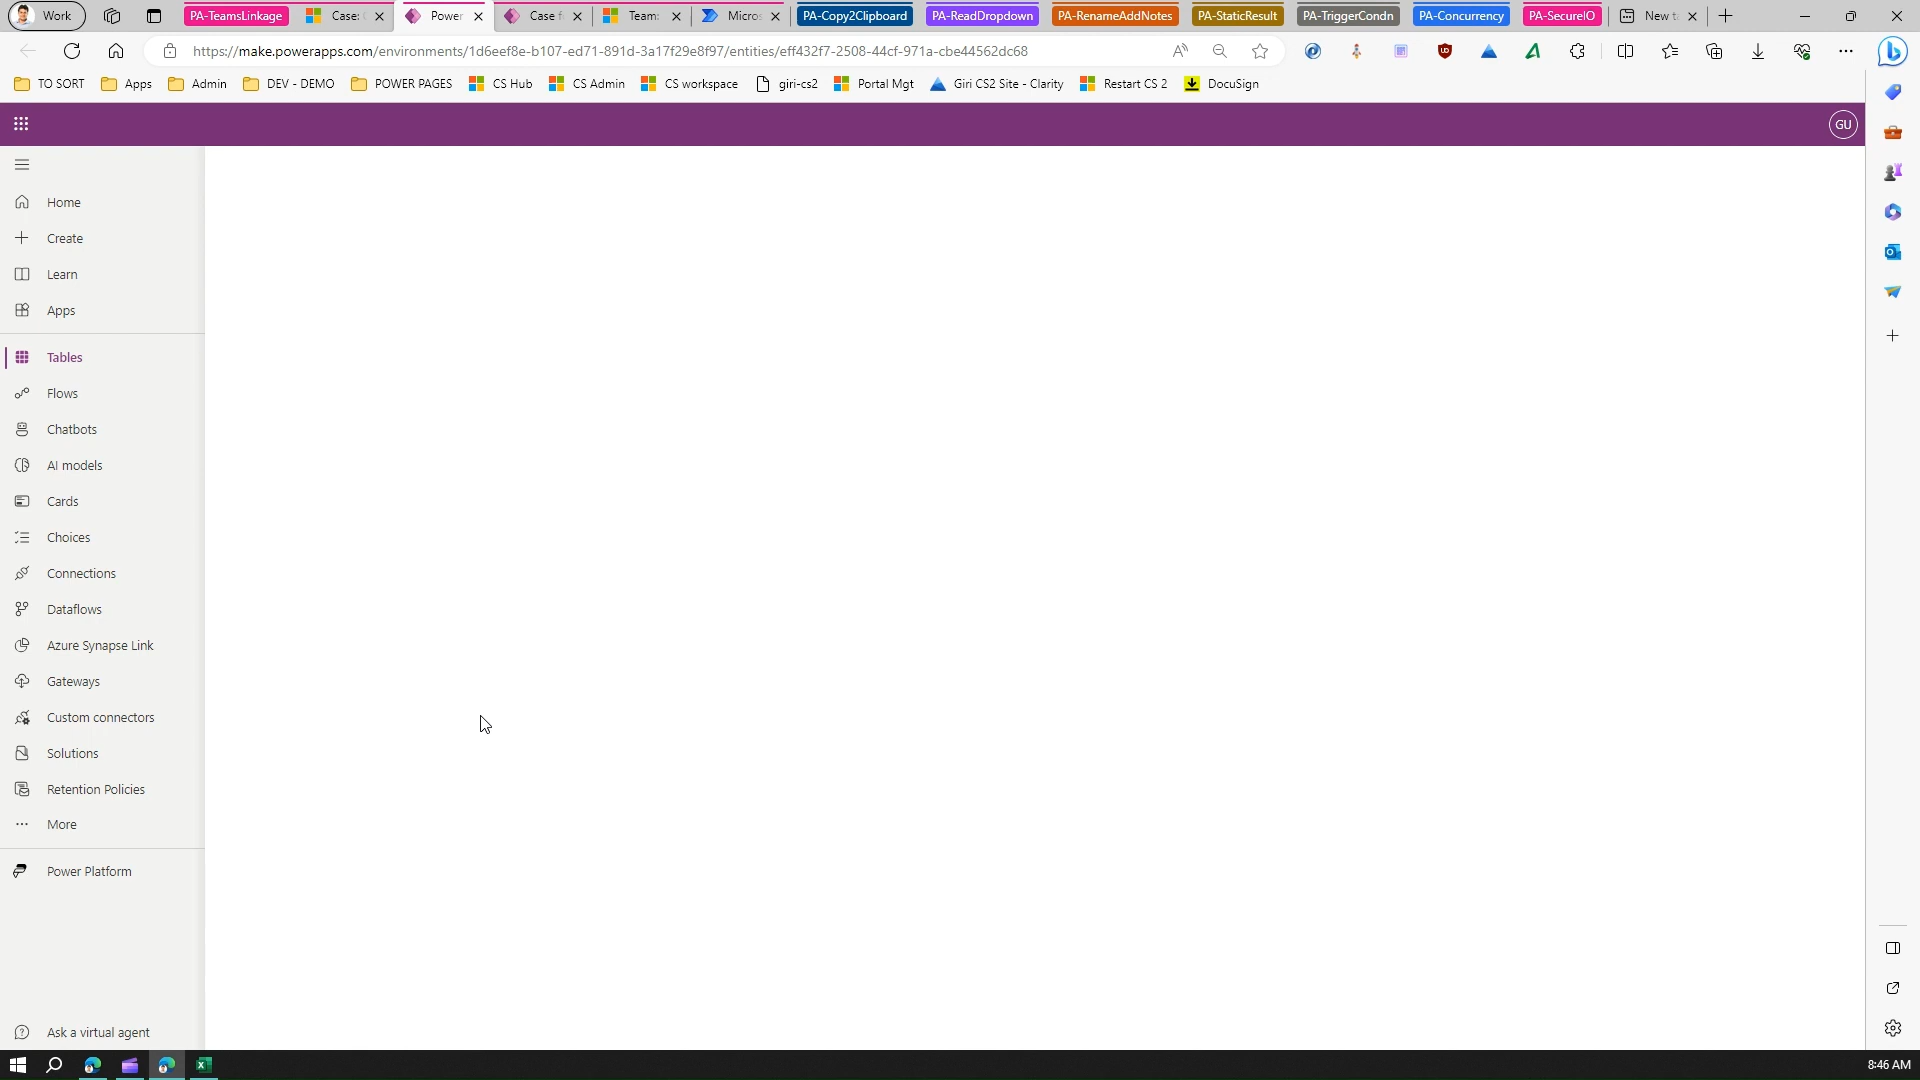 Work
PA-TeamsLinkage
Case:
Power
Case f
Team:
Micros
PA-Copy2Clipboard
PA-ReadDropdown
PA-RenameAddNotes
PA-StaticResult
PA-TriggerCondn
PA-Concurrency
PA-SecureIO
New t
https://make.powerapps.com/environments/1d6eef8e-b107-ed71-891d-3a17f29e8f97/entities/eff432f7-2508-44cf-971a-cbe44562dc68
TO SORT
Apps
Admin
DEV - DEMO
POWER PAGES
CS Hub
CS Admin
CS workspace
giri-cs2
Portal Mgt
Giri CS2 Site - Clarity
Restart CS 2
DocuSign
GU
Home
Create
Learn
Apps
Tables
Flows
Chatbots
AI models
Cards
Choices
Connections
Dataflows
Azure Synapse Link
Gateways
Custom connectors
Solutions
Retention Policies
More
Power Platform
Ask a virtual agent
8:46 AM